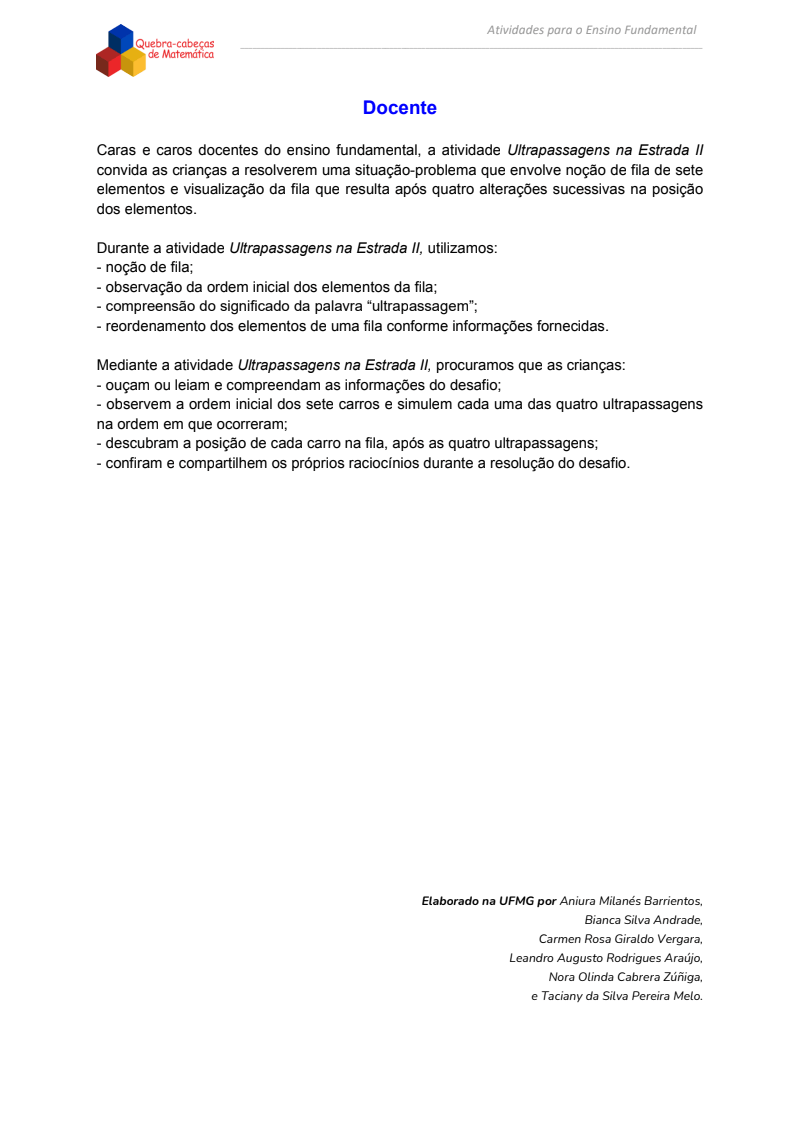 Quebra-cabeças
de Matemática
Atividades para o Ensino Fundamental
Docente
Caras e caros docentes do ensino fundamental, a atividade Ultrapassagens na Estrada II
convida as crianças a resolverem uma situação-problema que envolve noção de fila de sete
elementos e visualização da fila que resulta após quatro alterações sucessivas na posição
dos elementos.
Durante a atividade Ultrapassagens na Estrada II, utilizamos:
- noção de fila;
- observação da ordem inicial dos elementos da fila;
- compreensão do significado da palavra “ultrapassagem”;
- reordenamento dos elementos de uma fila conforme informações fornecidas.
Mediante a atividade Ultrapassagens na Estrada II, procuramos que as crianças:
- ouçam ou leiam e compreendam as informações do desafio;
- observem a ordem inicial dos sete carros e simulem cada uma das quatro ultrapassagens
na ordem em que ocorreram;
- descubram a posição de cada carro na fila, após as quatro ultrapassagens;
- confiram e compartilhem os próprios raciocínios durante a resolução do desafio.
Elaborado na UFMG por Aniura Milanés Barrientos,
Bianca Silva Andrade,
Carmen Rosa Giraldo Vergara,
Leandro Augusto Rodrigues Araújo,
Nora Olinda Cabrera Zúñiga,
e Taciany da Silva Pereira Melo.